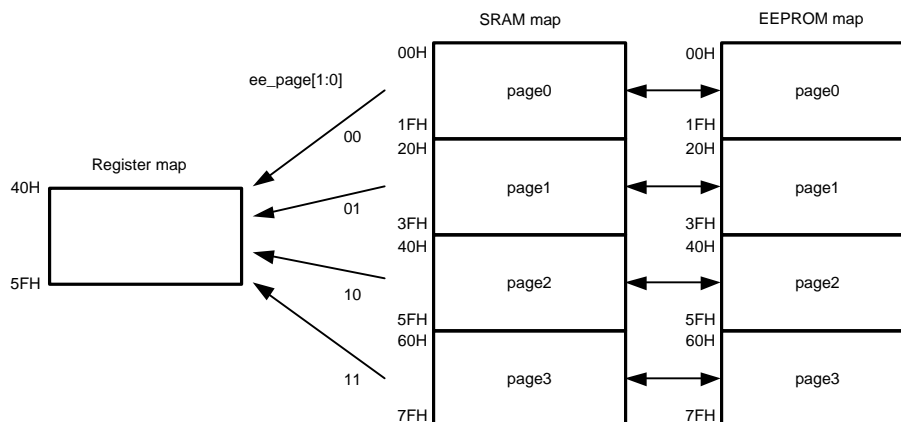 SRAM map
EEPROM map
ee_page[1:0]
Register map
40H
5FH
00
01
10
11
00H
page0
1FH
20H
page1
3FH
40H
page2
5FH
60H
page3
7FH
00H
page0
1FH
20H
page1
3FH
40H
page2
5FH
60H
page3
7FH